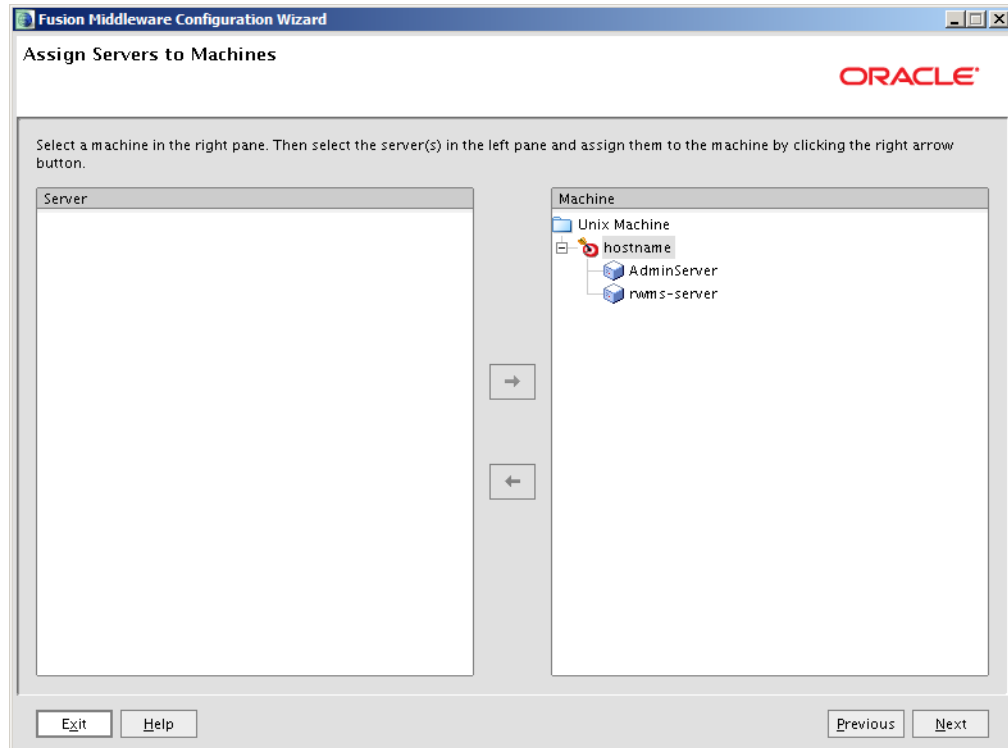 Fusion Middleware Configuration Wizard
Assign Servers to Machines
ORACLE
Select a machine in the right pane. Then select the server(s) in the left pane and assign them to the machine by clicking the right arrow
button.
Server
Machine
Unix Machine
hostname
AdminServer
rwms-server
Exit
Help
Previous
Next